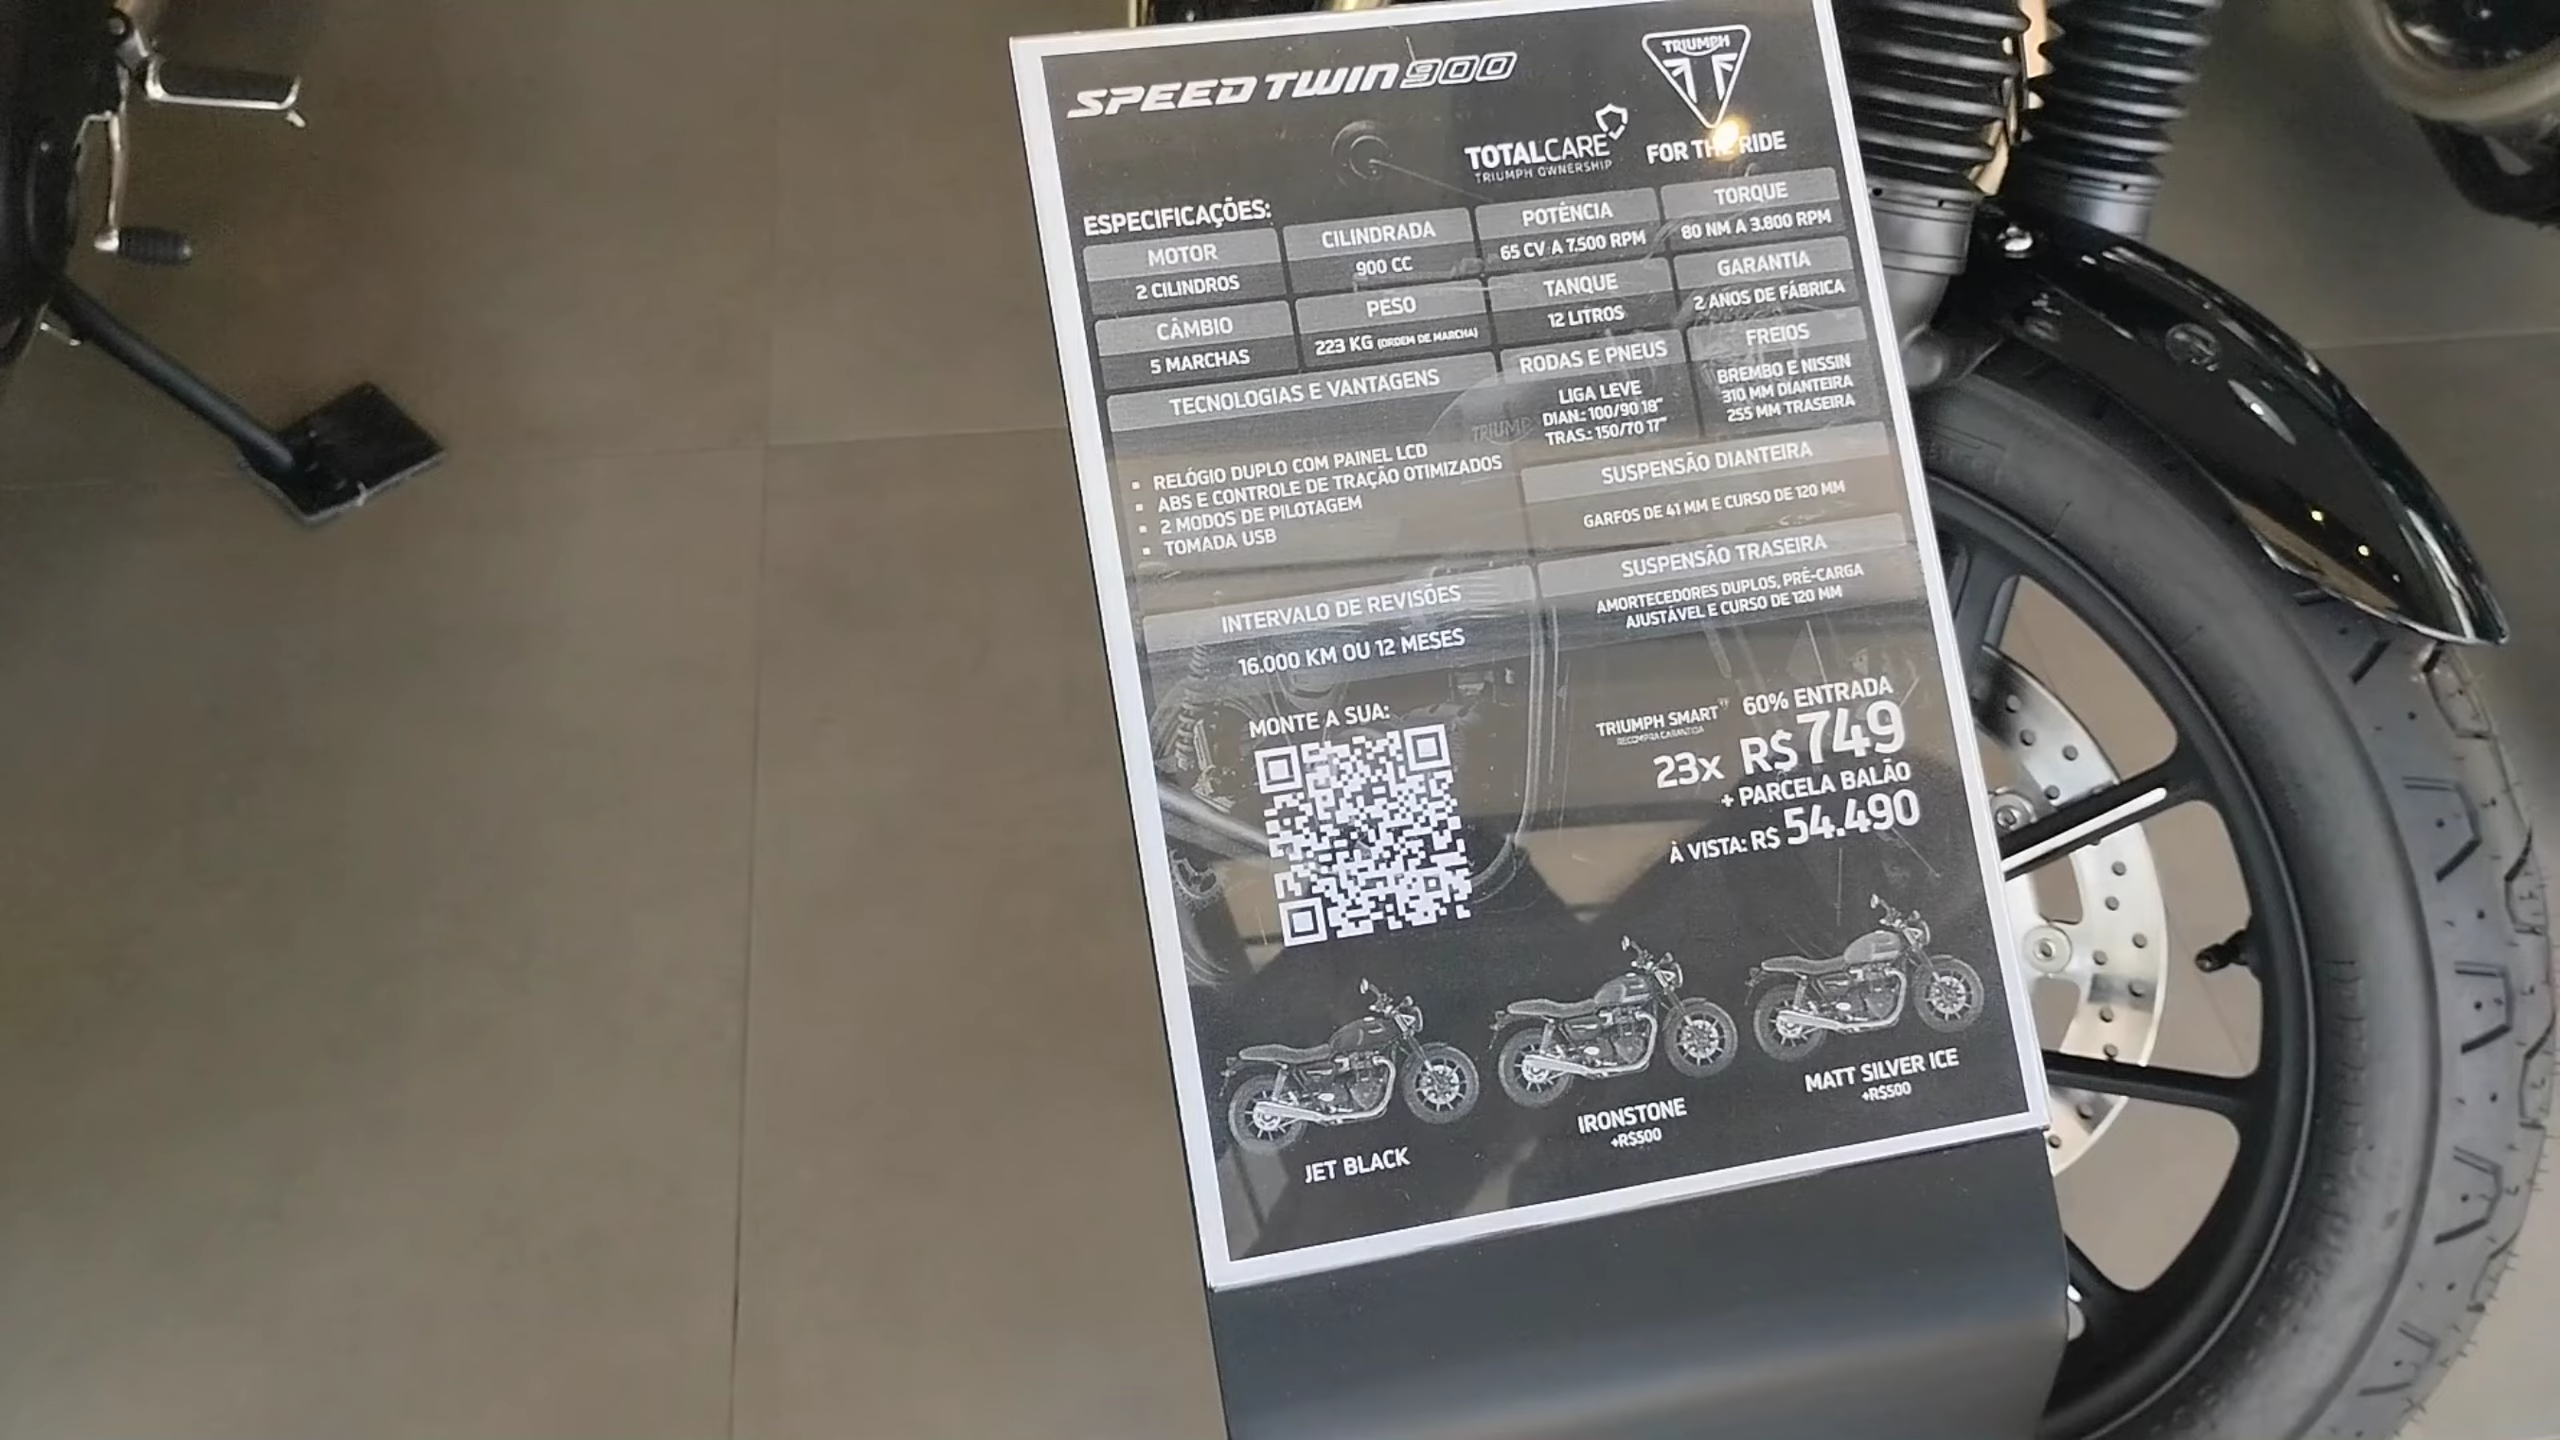 SPEED TWIN 900
TRIUMPH
TOTALCARE
TRIUMPH OWNERSHIP
FOR THE RIDE
ESPECIFICAÇÕES:
MOTOR
2 CILINDROS
CILINDRADA
900 CC
POTÊNCIA
65 CV A 7.500 RPM
TORQUE
80 NM A 3.800 RPM
CÂMBIO
5 MARCHAS
PESO
223 KG (ORDEM DE MARCHA)
TANQUE
12 LITROS
GARANTIA
2 ANOS DE FÁBRICA
TECNOLOGIAS E VANTAGENS
▪ RELÓGIO DUPLO COM PAINEL LCD
▪ ABS E CONTROLE DE TRAÇÃO OTIMIZADOS
▪ 2 MODOS DE PILOTAGEM
▪ TOMADA USB
RODAS E PNEUS
LIGA LEVE
DIAN.: 100/90 18"
TRAS.: 150/70 17"
FREIOS
BREMBO E NISSIN
310 MM DIANTEIRA
255 MM TRASEIRA
SUSPENSÃO DIANTEIRA
GARFOS DE 41 MM E CURSO DE 120 MM
SUSPENSÃO TRASEIRA
AMORTECEDORES DUPLOS, PRÉ-CARGA
AJUSTÁVEL E CURSO DE 120 MM
INTERVALO DE REVISÕES
16.000 KM OU 12 MESES
MONTE A SUA:
TRIUMPH SMART
RECOMPRA GARANTIDA
60% ENTRADA
23x R$ 749
+ PARCELA BALÃO
À VISTA: R$ 54.490
JET BLACK
IRONSTONE
+R$500
MATT SILVER ICE
+R$500